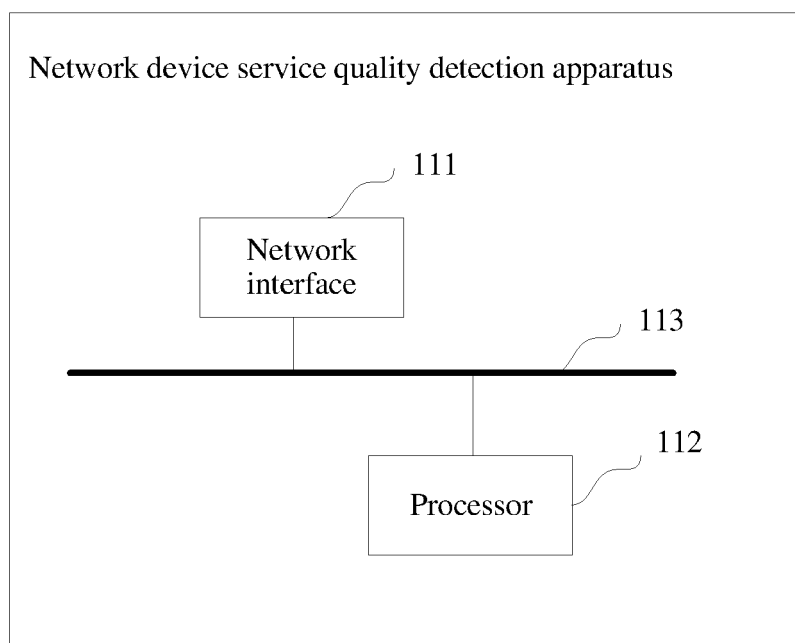 Network device service quality detection apparatus
111
Network
interface
113
112
Processor